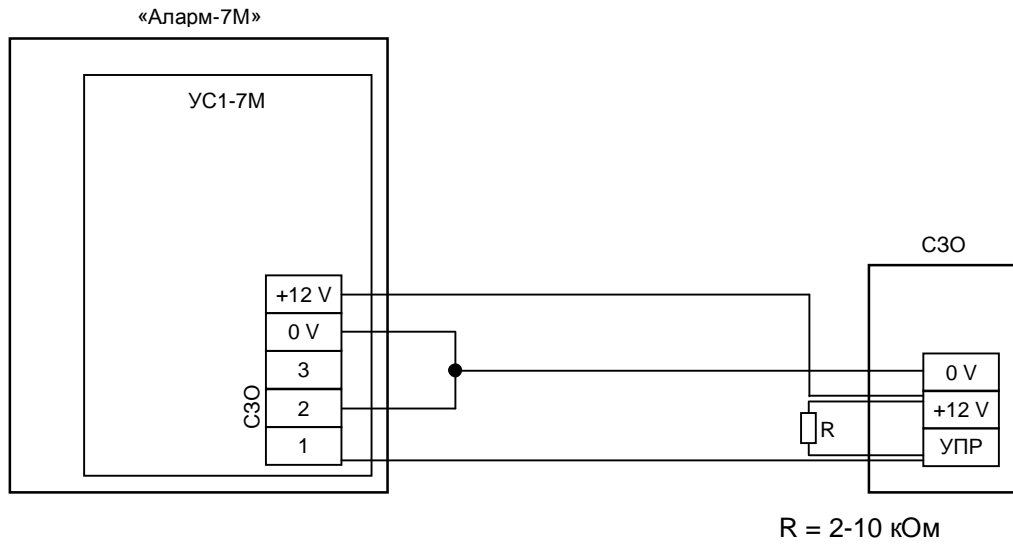 «Аларм-7М»
УС1-7М
СЗО
+12 V
0 V
3
2
1
СЗО
0 V
+12 V
УПР
R
R = 2-10 кОм